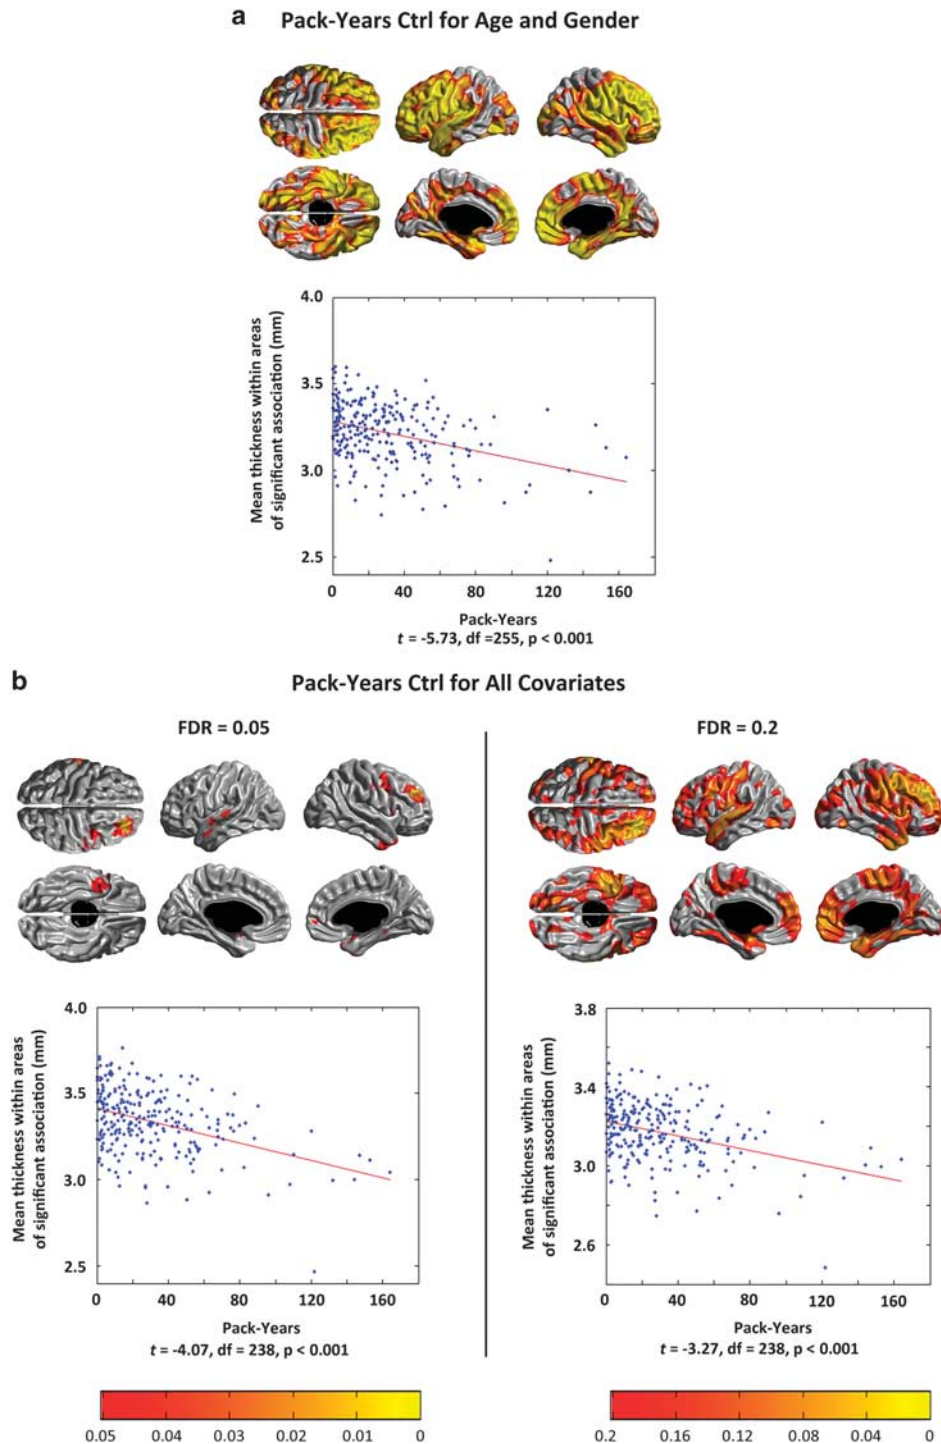 a Pack-Years Ctrl for Age and Gender
Mean thickness within areas
of significant association (mm)
4.0
3.5
3.0
2.5
0 40 80 120 160
Pack-Years
t = -5.73, df =255, p < 0.001
b Pack-Years Ctrl for All Covariates
FDR = 0.05
Mean thickness within areas
of significant association (mm)
4.0
3.5
3.0
2.5
0 40 80 120 160
Pack-Years
t = -4.07, df = 238, p < 0.001
0.05 0.04 0.03 0.02 0.01 0
FDR = 0.2
Mean thickness within areas
of significant association (mm)
3.8
3.4
3.0
2.6
0 40 80 120 160
Pack-Years
t = -3.27, df = 238, p < 0.001
0.2 0.16 0.12 0.08 0.04 0